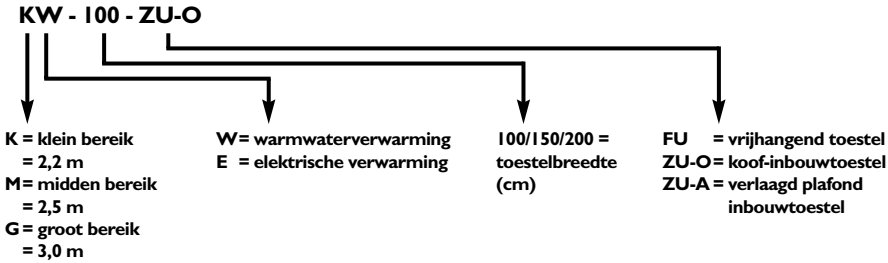 KW - 100 - ZU-O
K = klein bereik
= 2,2 m
M = midden bereik
= 2,5 m
G = groot bereik
= 3,0 m
W = warmwaterverwarming
E = elektrische verwarming
100/150/200 =
toestelbreedte
(cm)
FU = vrijhangend toestel
ZU-O = koof-inbouwtoestel
ZU-A = verlaagd plafond
inbouwtoestel